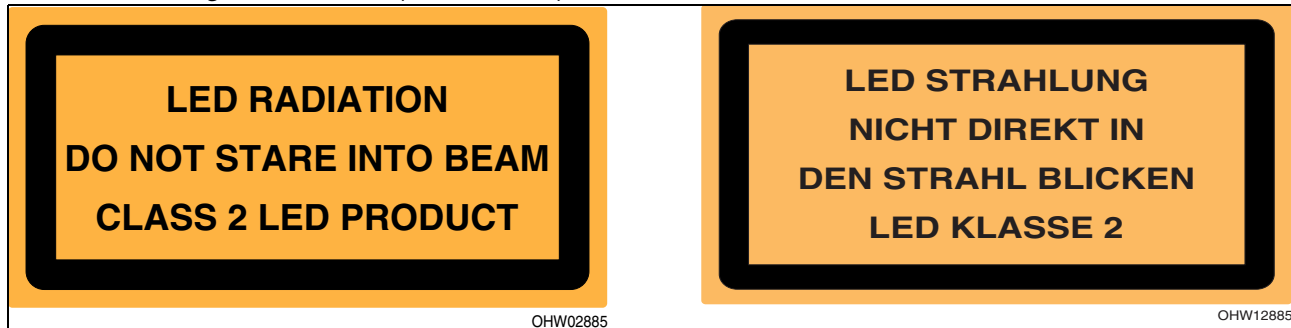 LED RADIATION
DO NOT STARE INTO BEAM
CLASS 2 LED PRODUCT
OHW02885
LED STRAHLUNG
NICHT DIREKT IN
DEN STRAHL BLICKEN
LED KLASSE 2
OHW12885